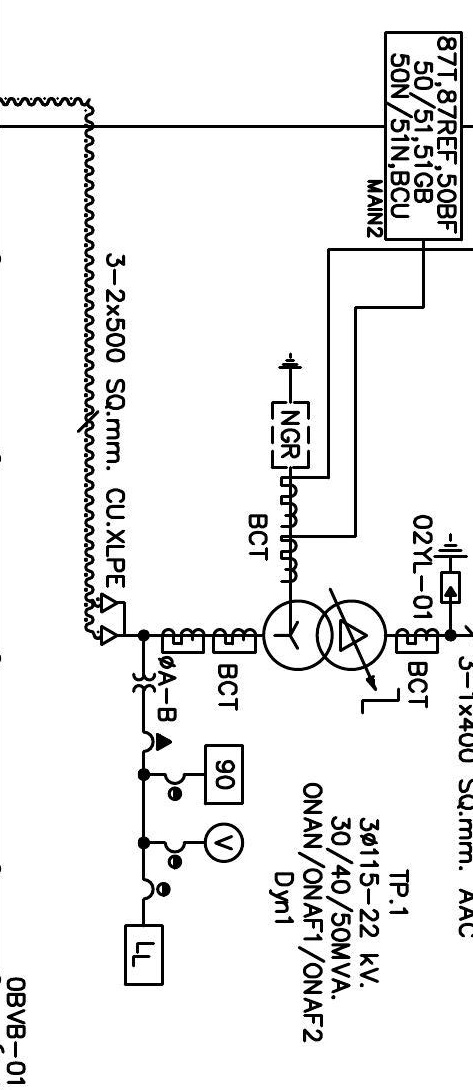 87T,87REF,50BF
50/51,51GB
50N/51N,BCU
MAIN2
3-2x500 SQ.mm. CU.XLPE
NGR
BCT
02YL-01
BCT
BCT
ØA-B
3-1x400 SQ.mm. AAC
90
V
LL
TP.1
3Ø115-22 kV.
30/40/50MVA.
ONAN/ONAF1/ONAF2
Dyn1
0BVB-01